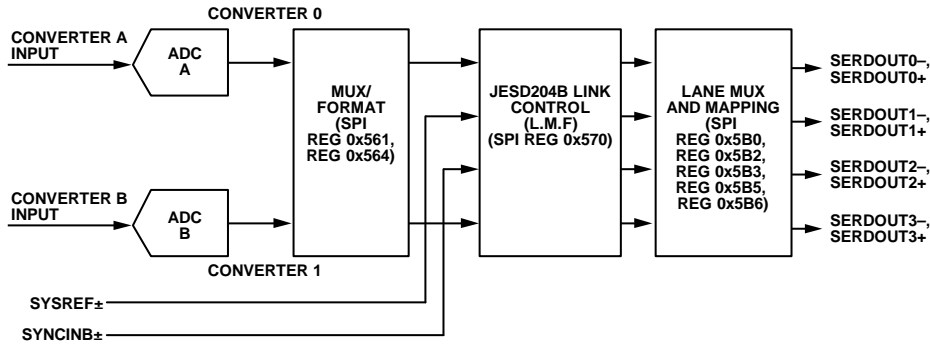 CONVERTER 0
CONVERTER A
INPUT
ADC
A
MUX/
FORMAT
(SPI
REG 0x561,
REG 0x564)
JESD204B LINK
CONTROL
(L.M.F)
(SPI REG 0x570)
LANE MUX
AND MAPPING
(SPI
REG 0x5B0,
REG 0x5B2,
REG 0x5B3,
REG 0x5B5,
REG 0x5B6)
SERDOUT0–,
SERDOUT0+
SERDOUT1–,
SERDOUT1+
SERDOUT2–,
SERDOUT2+
SERDOUT3–,
SERDOUT3+
CONVERTER B
INPUT
ADC
B
CONVERTER 1
SYSREF±
SYNCINB±